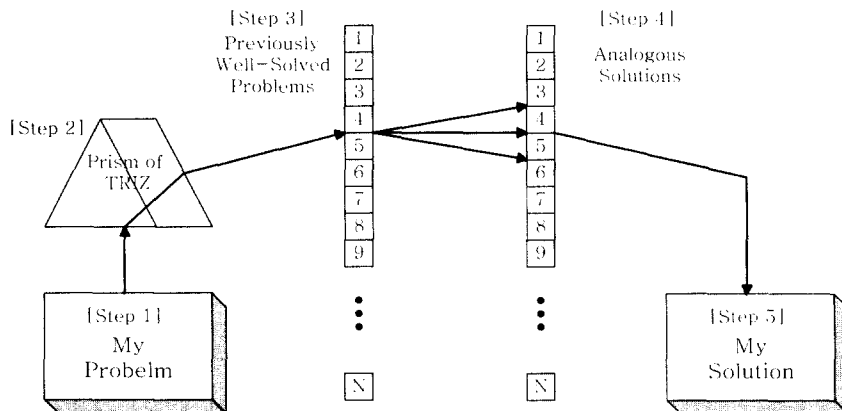 [Step 3]
Previously
Well-Solved
Problems
[Step 4]
Analogous
Solutions
[Step 2]
Prism of
TRIZ
1
2
3
4
5
6
7
8
9
N
1
2
3
4
5
6
7
8
9
N
[Step 1]
My
Probelm
[Step 5]
My
Solution